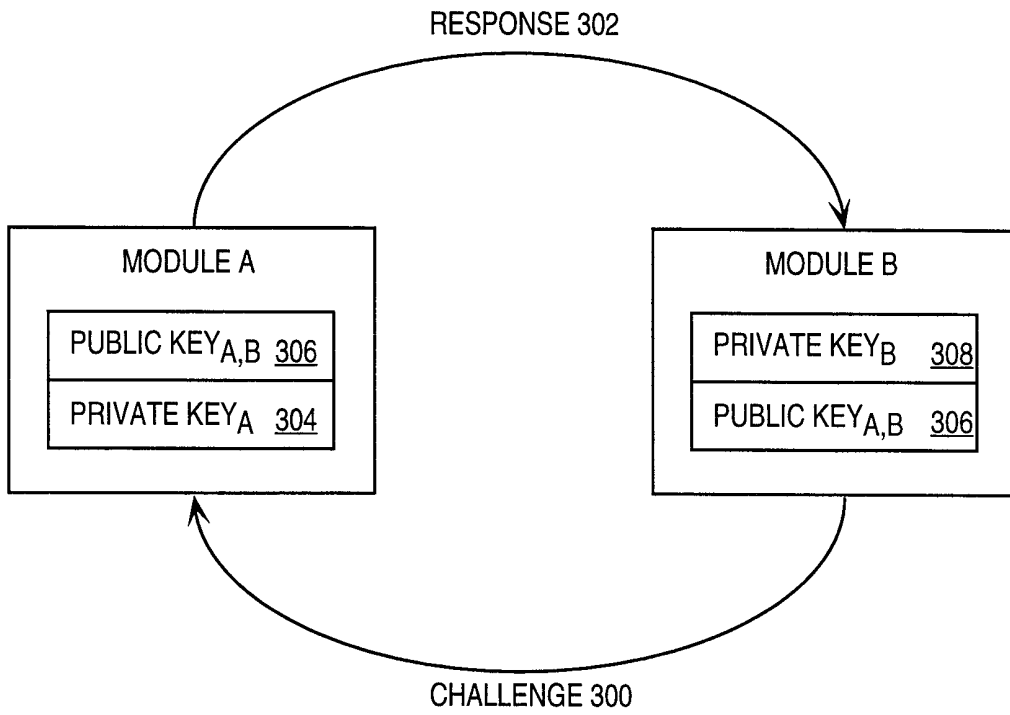 RESPONSE 302
MODULE A
PUBLIC KEYA,B 306
PRIVATE KEYA 304
MODULE B
PRIVATE KEYB 308
PUBLIC KEYA,B 306
CHALLENGE 300